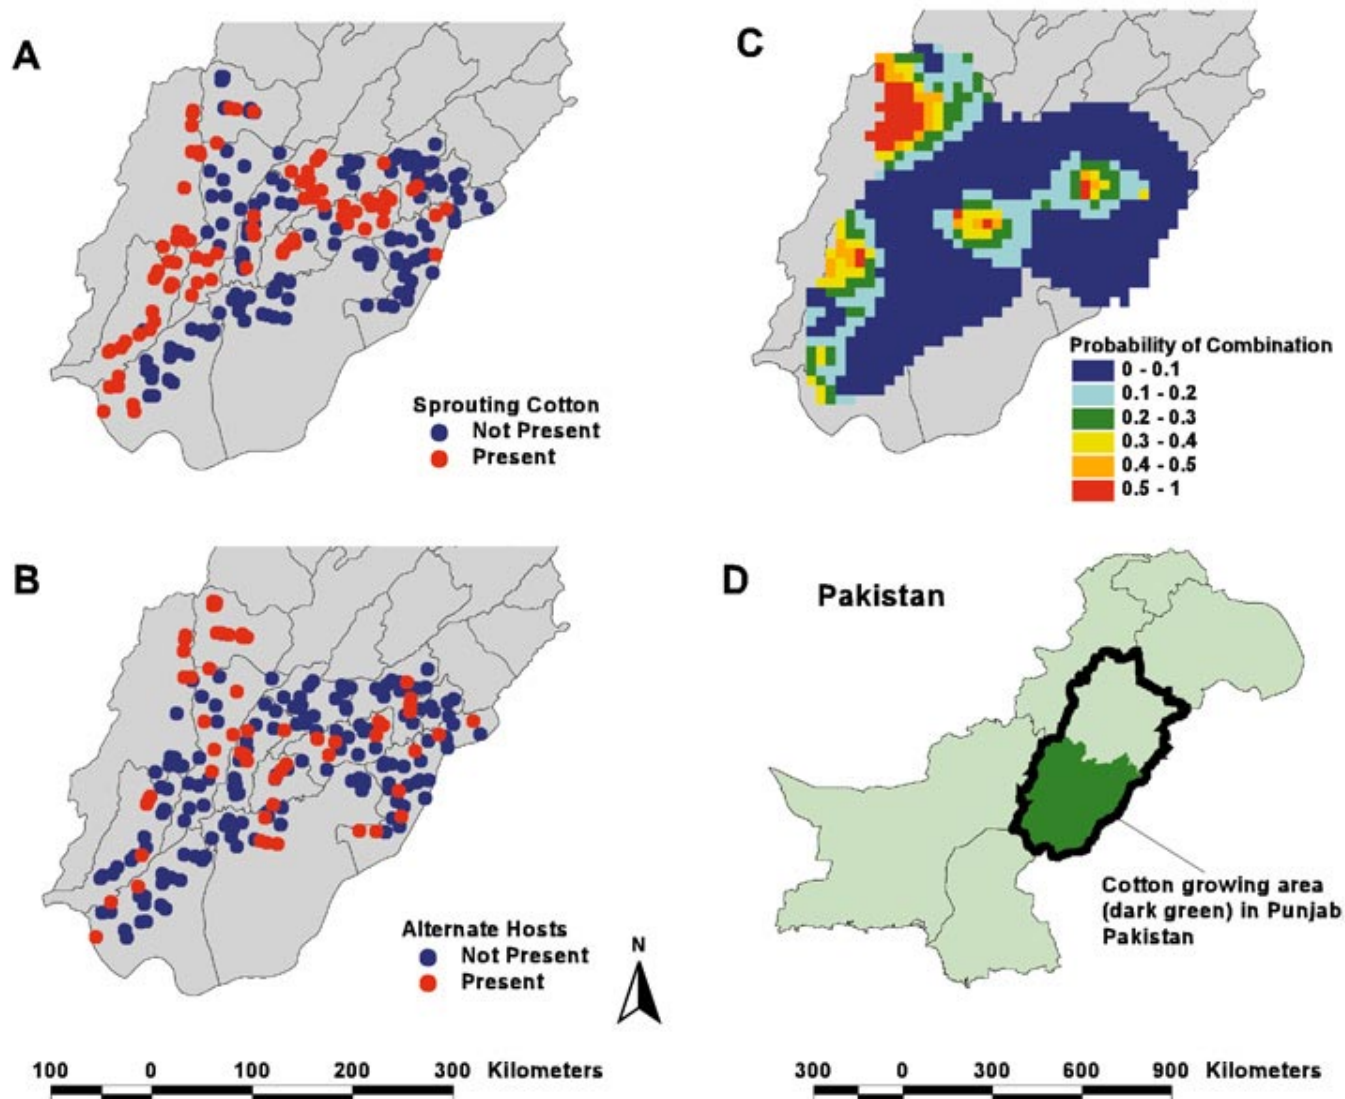 A
Sprouting Cotton
Not Present
Present
B
Alternate Hosts
Not Present
Present
N
100 0 100 200 300 Kilometers
C
Probability of Combination
0 - 0.1
0.1 - 0.2
0.2 - 0.3
0.3 - 0.4
0.4 - 0.5
0.5 - 1
D
Pakistan
Cotton growing area
(dark green) in Punjab
Pakistan
300 0 300 600 900 Kilometers